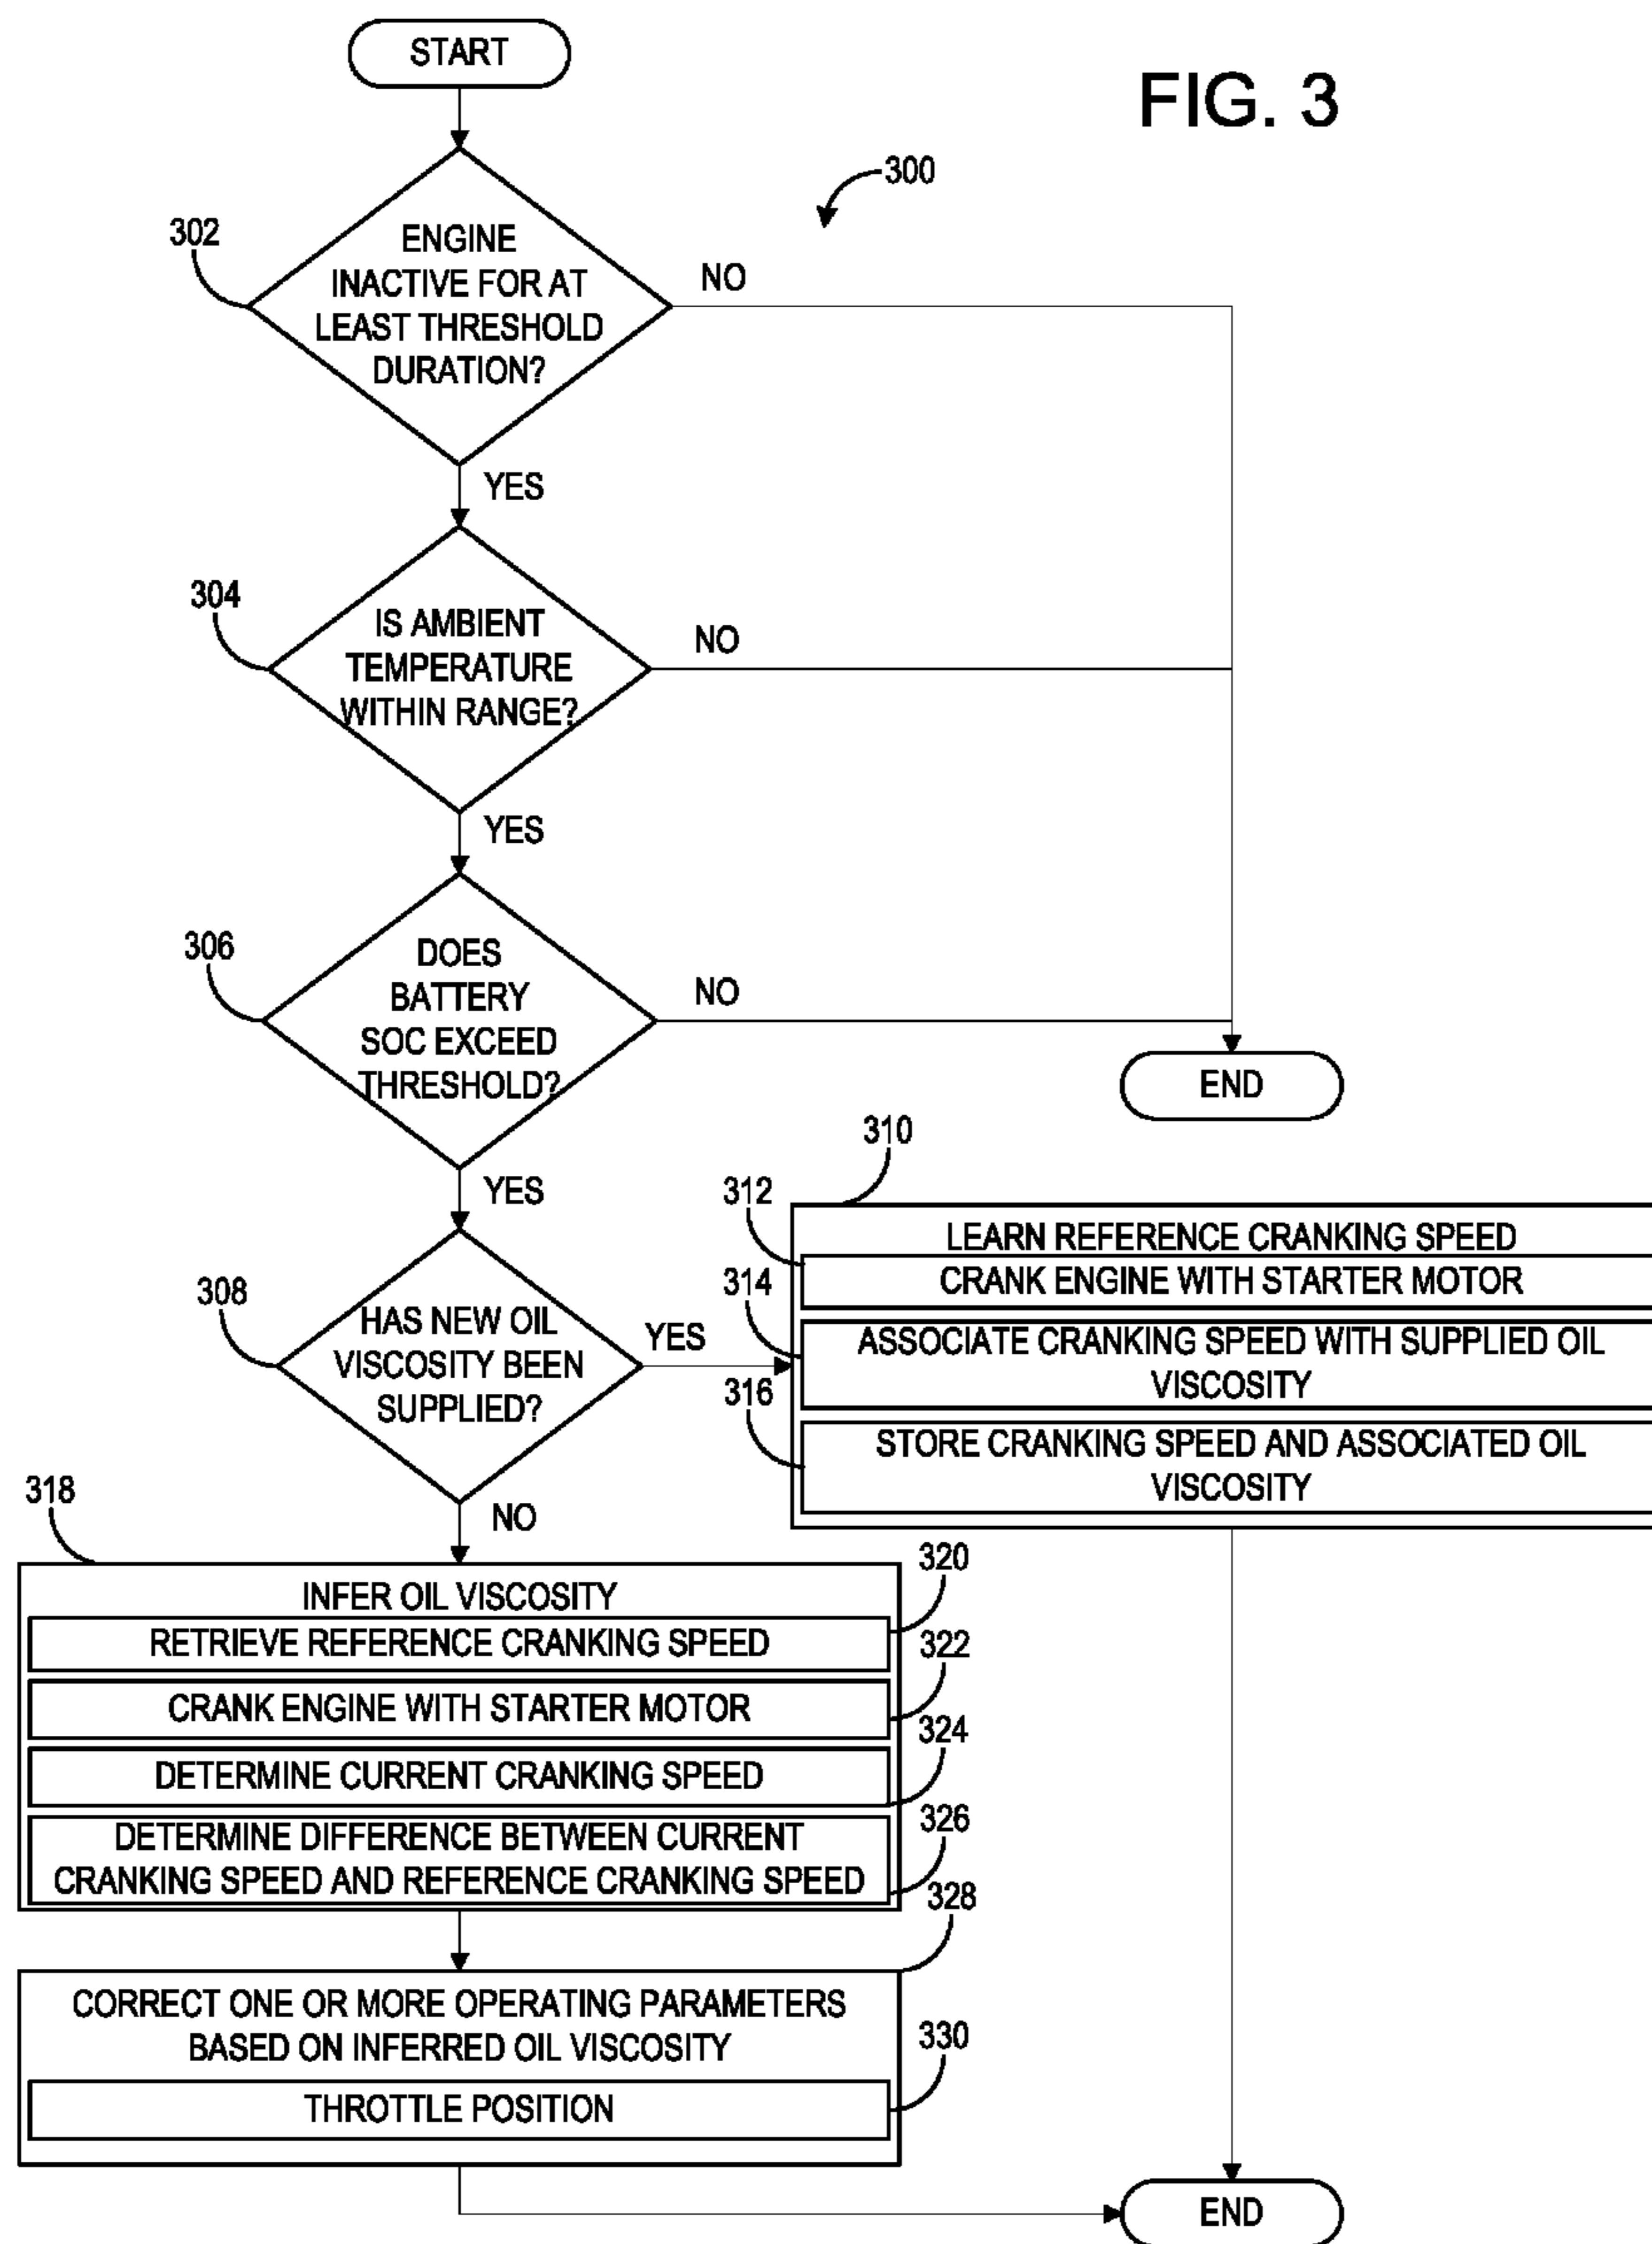 START
FIG. 3
300
302
ENGINE
INACTIVE FOR AT
LEAST THRESHOLD
DURATION?
NO
YES
304
IS AMBIENT
TEMPERATURE
WITHIN RANGE?
NO
YES
306
DOES
BATTERY
SOC EXCEED
THRESHOLD?
NO
END
YES
308
HAS NEW OIL
VISCOSITY BEEN
SUPPLIED?
YES
310
LEARN REFERENCE CRANKING SPEED
312
CRANK ENGINE WITH STARTER MOTOR
314
ASSOCIATE CRANKING SPEED WITH SUPPLIED OIL
VISCOSITY
316
STORE CRANKING SPEED AND ASSOCIATED OIL
VISCOSITY
NO
318
INFER OIL VISCOSITY
320
RETRIEVE REFERENCE CRANKING SPEED
322
CRANK ENGINE WITH STARTER MOTOR
324
DETERMINE CURRENT CRANKING SPEED
326
DETERMINE DIFFERENCE BETWEEN CURRENT
CRANKING SPEED AND REFERENCE CRANKING SPEED
328
CORRECT ONE OR MORE OPERATING PARAMETERS
BASED ON INFERRED OIL VISCOSITY
330
THROTTLE POSITION
END